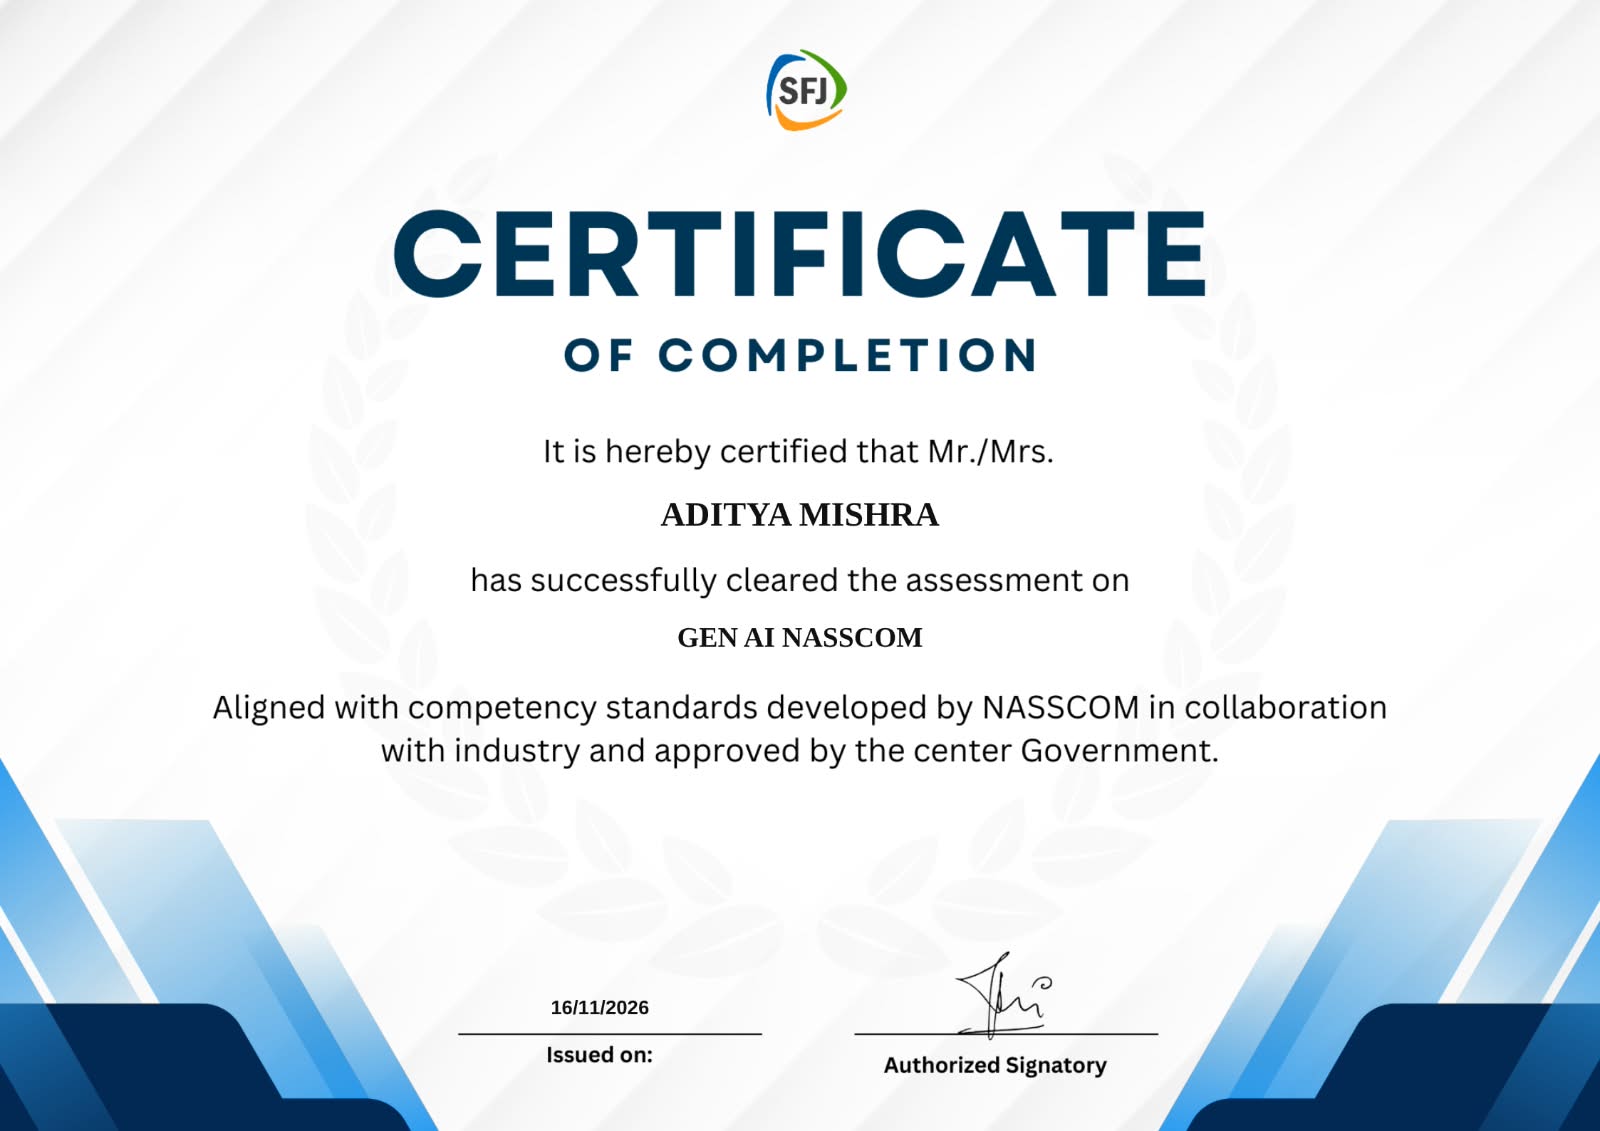 SFJ
CERTIFICATE
OF COMPLETION
It is hereby certified that Mr./Mrs.
ADITYA MISHRA
has successfully cleared the assessment on
GEN AI NASSCOM
Aligned with competency standards developed by NASSCOM in collaboration
with industry and approved by the center Government.
16/11/2026
Issued on:
Authorized Signatory